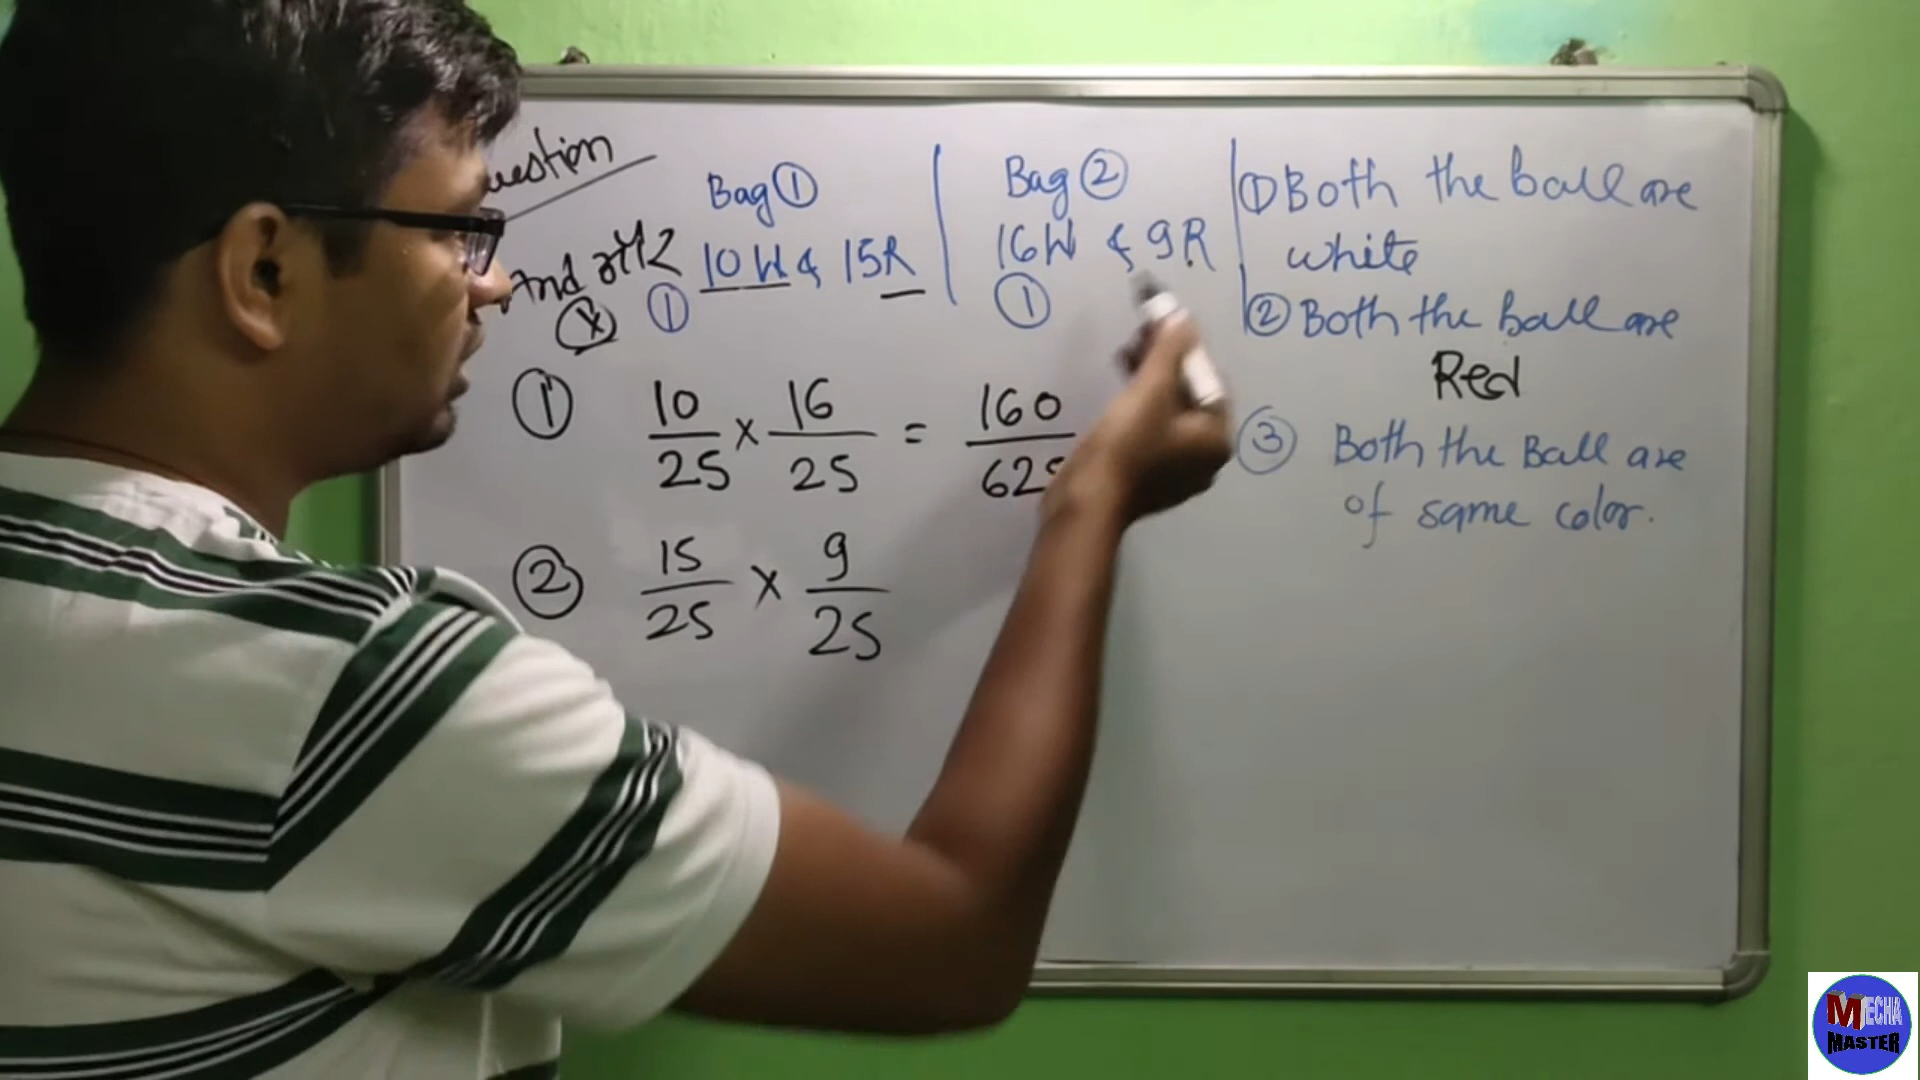 uestion
Bag ①
10 W & 15R
①
Bag ②
16W & 9R
①
And
×
① Both the ball are
white
② Both the ball are
Red
③ Both the Ball are
of same color.
① 10/25 × 16/25 = 160/625
② 15/25 × 9/25
MECHA
MASTER